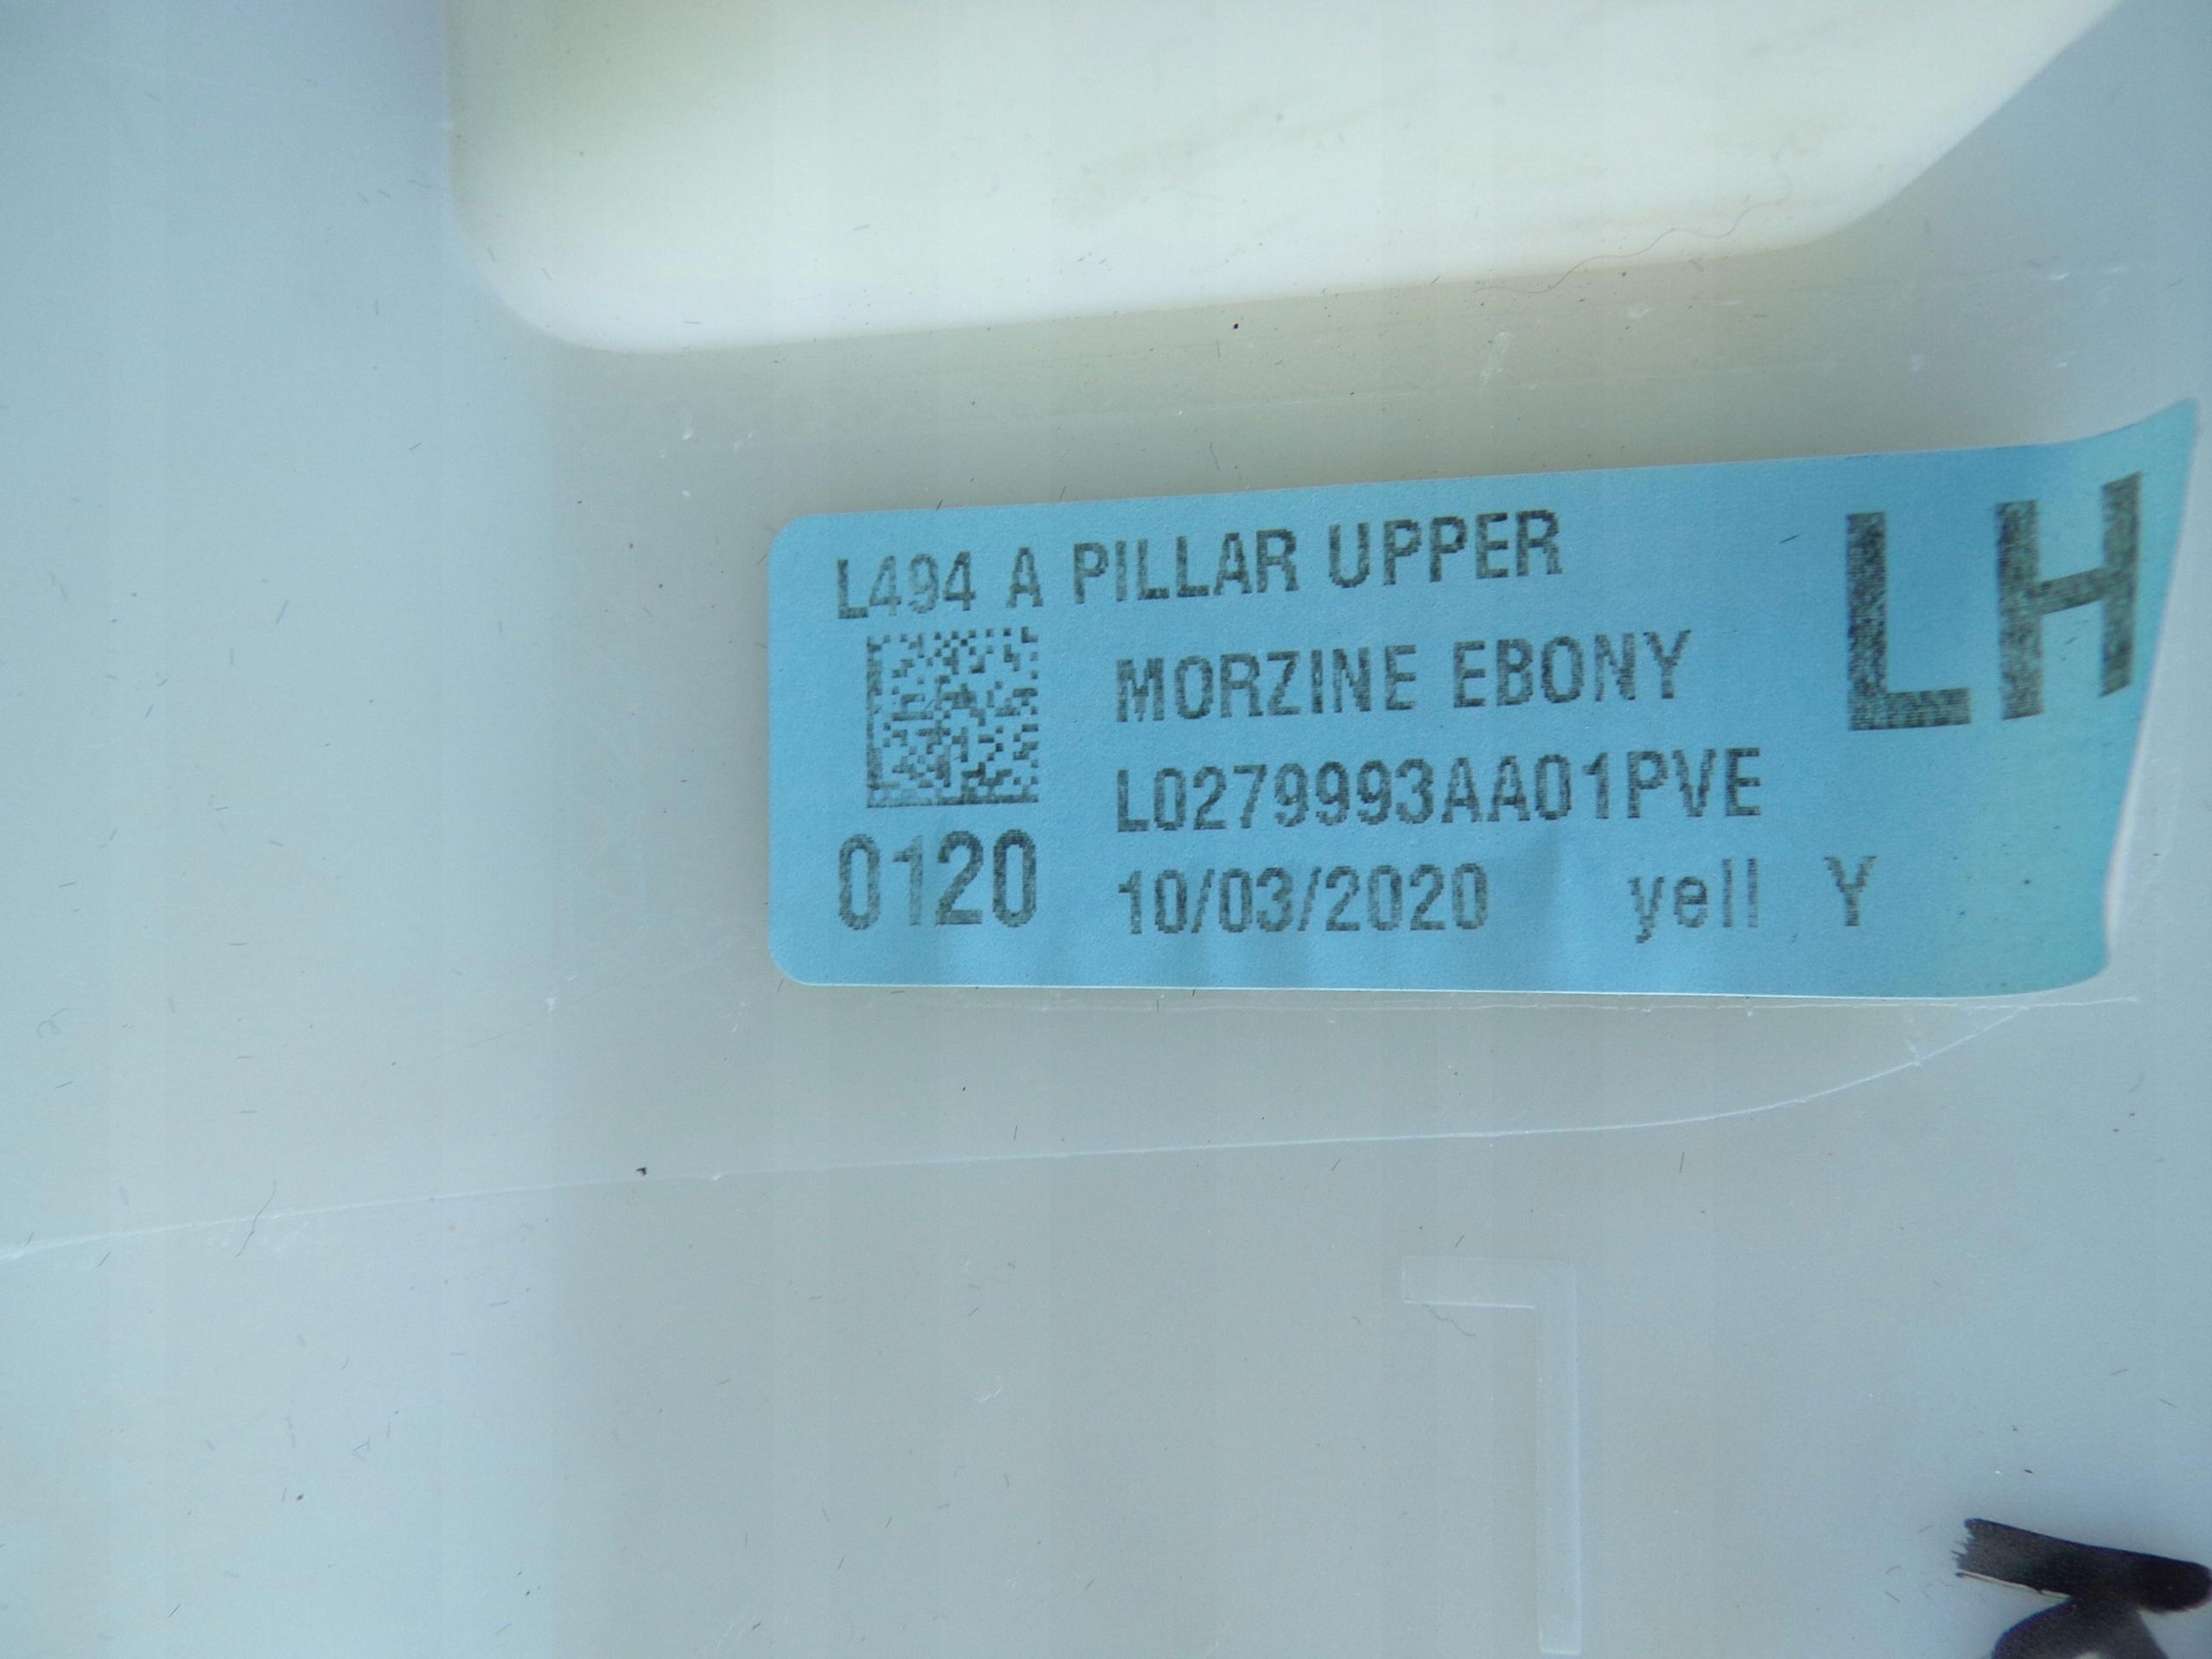 L494 A PILLAR UPPER
LH
MORZINE EBONY
L0279993AA01PVE
0120
10/03/2020 yell Y